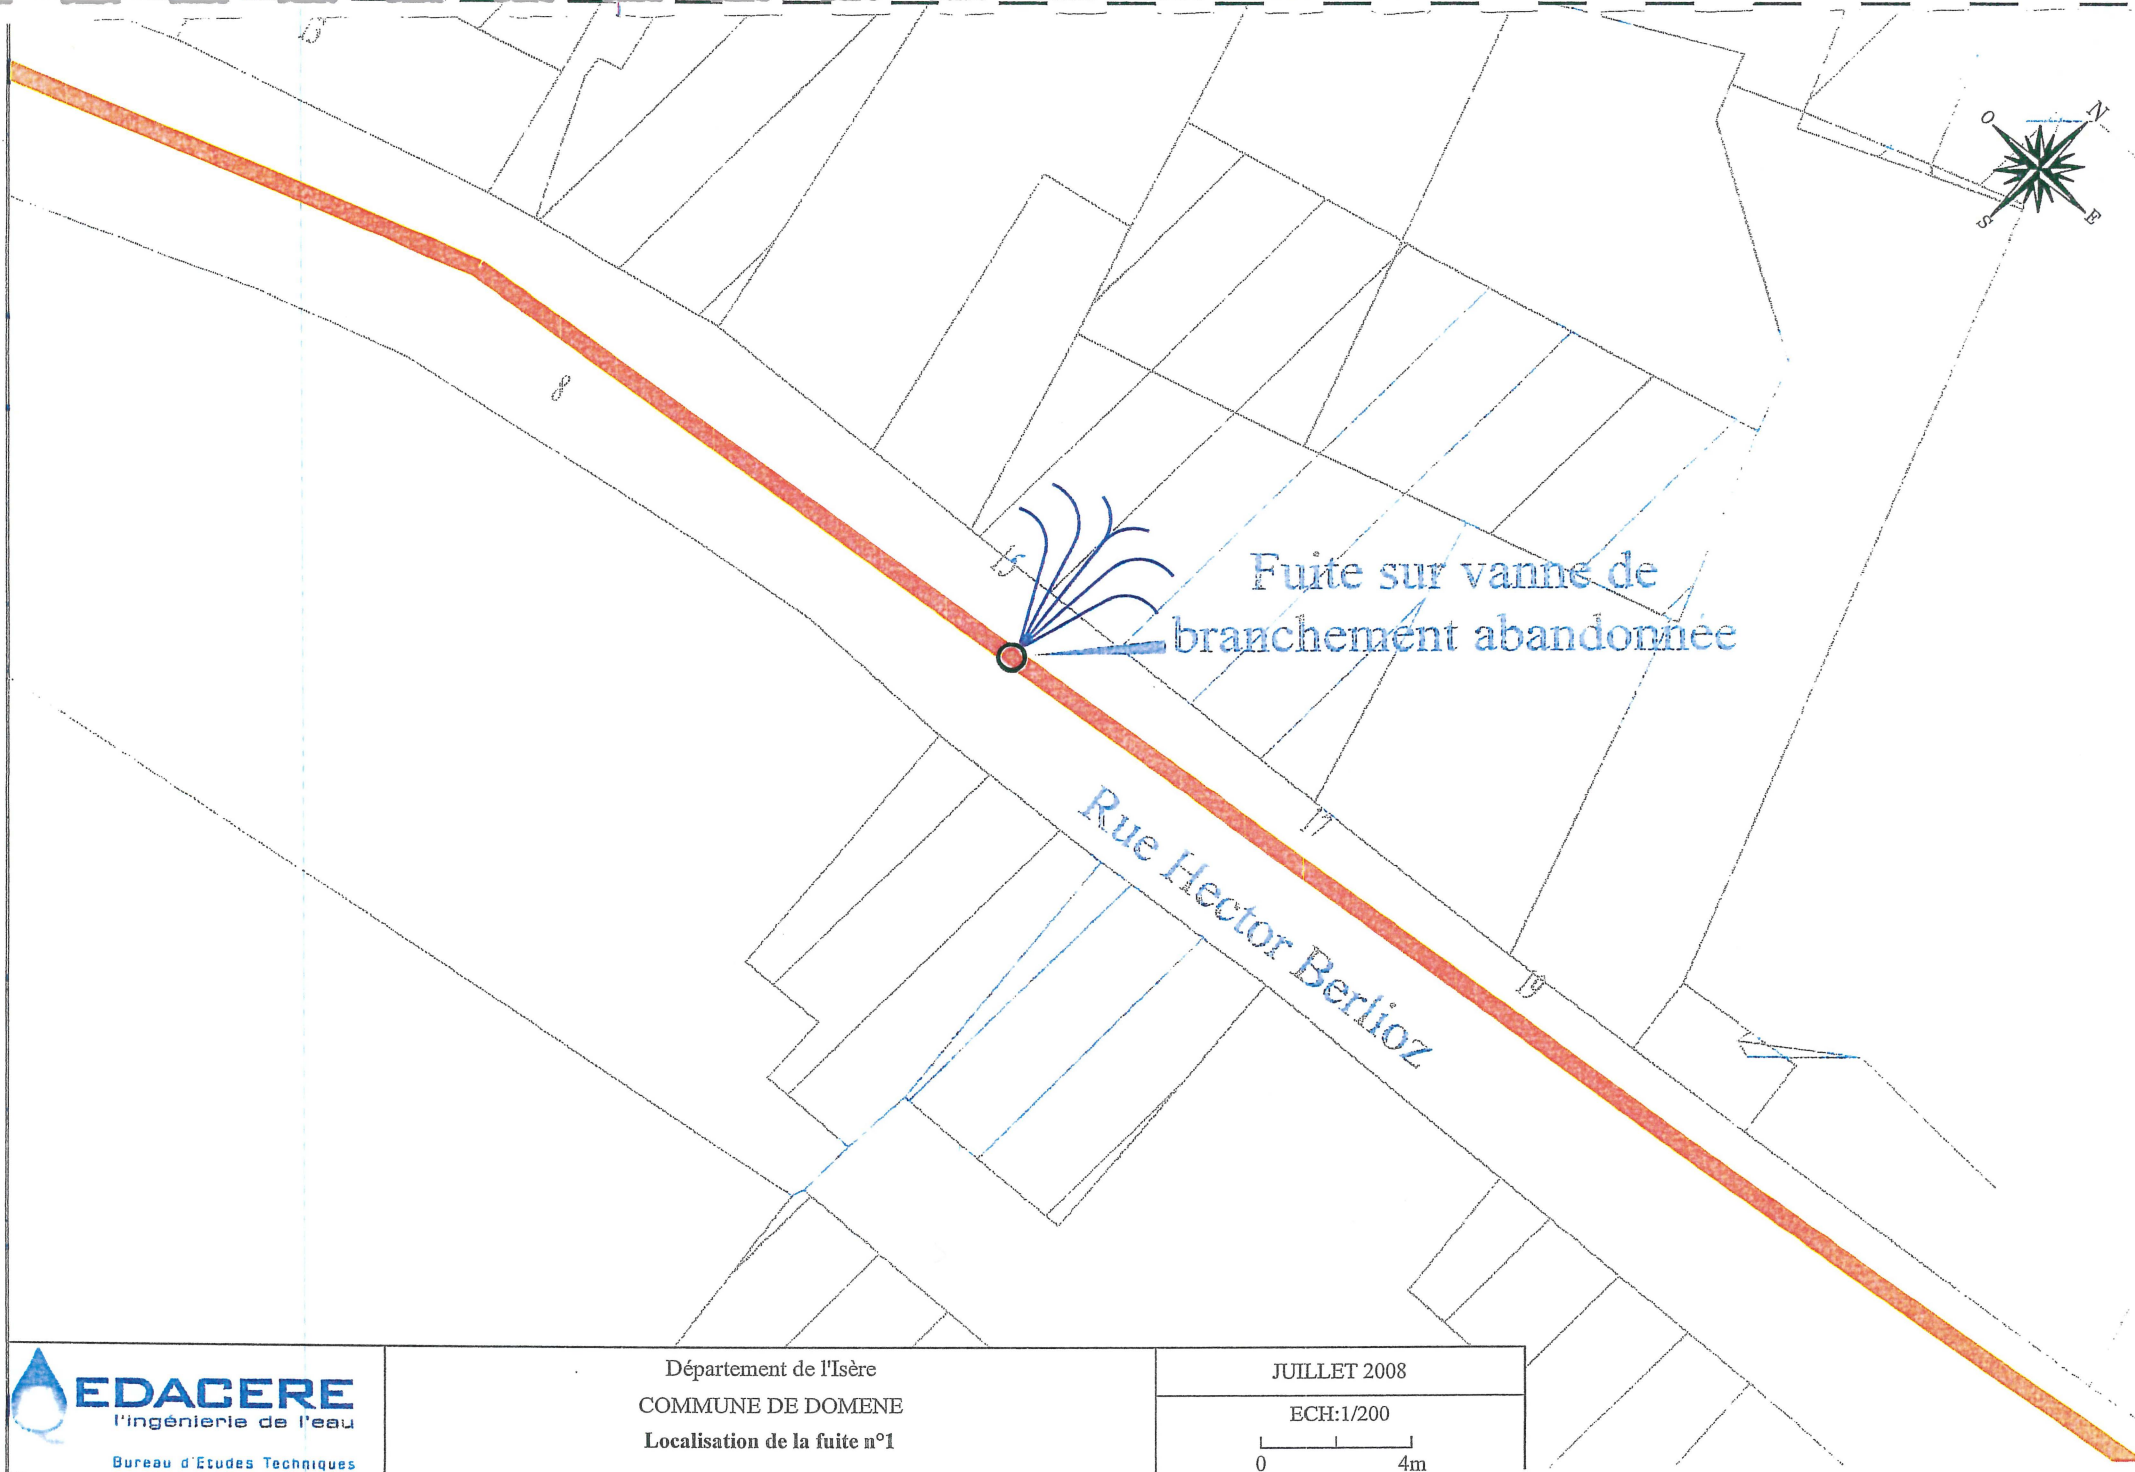 15
O
N
S
E
8
15
Fuite sur vanne de
branchement abandonnée
Rue Hector Berlioz
17
19
EDACERE
l'ingénierie de l'eau
Bureau d'Etudes Techniques
Département de l'Isère
COMMUNE DE DOMENE
Localisation de la fuite n°1
JUILLET 2008
ECH:1/200
0 4m